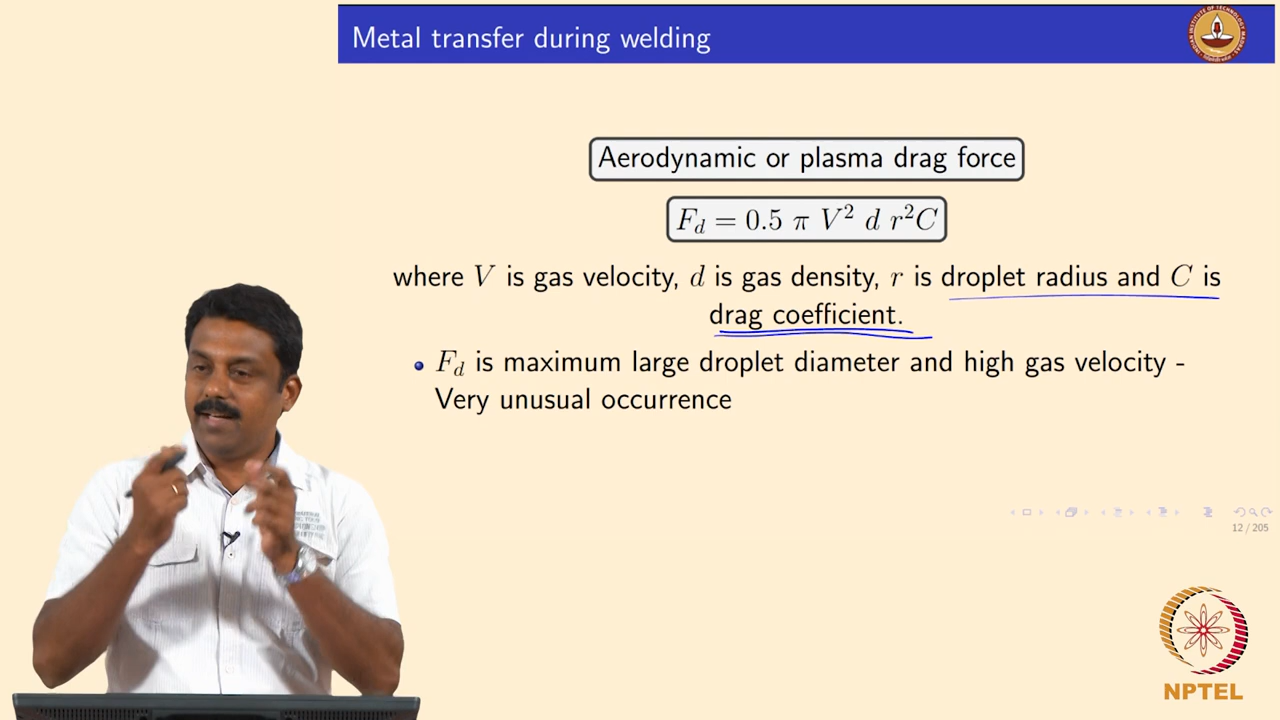 Metal transfer during welding
Aerodynamic or plasma drag force
F_d = 0.5 π V² d r²C
where V is gas velocity, d is gas density, r is droplet radius and C is
drag coefficient.
F_d is maximum large droplet diameter and high gas velocity -
Very unusual occurrence
12 / 205
NPTEL